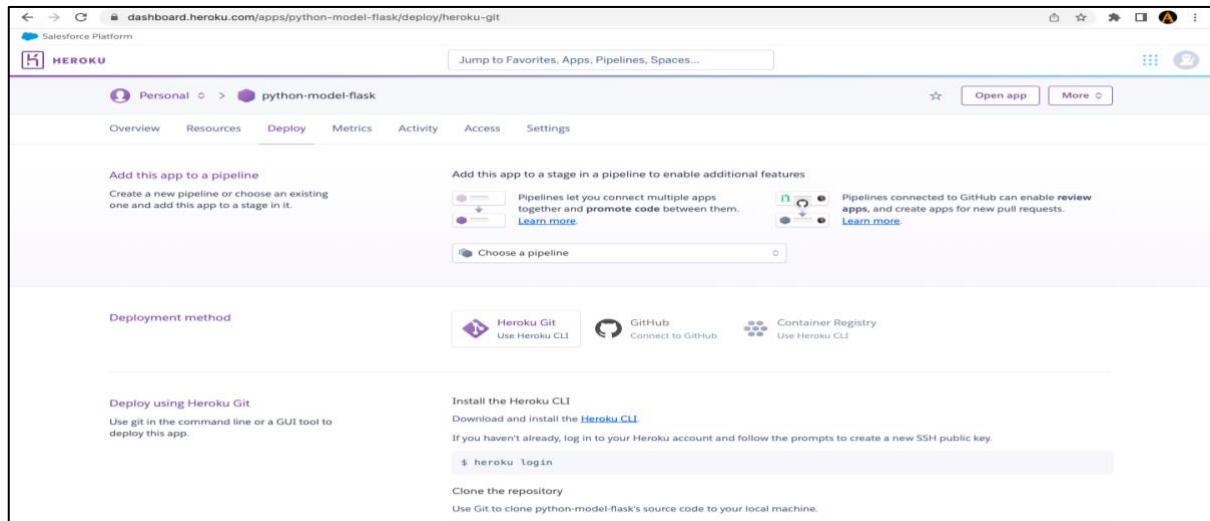 dashboard.heroku.com/apps/python-model-flask/deploy/heroku-git
Salesforce Platform
HEROKU
Jump to Favorites, Apps, Pipelines, Spaces...
Personal > python-model-flask
Open app
More
Overview Resources Deploy Metrics Activity Access Settings
Add this app to a pipeline
Create a new pipeline or choose an existing
one and add this app to a stage in it.
Add this app to a stage in a pipeline to enable additional features
Pipelines let you connect multiple apps
together and promote code between them.
Learn more.
Pipelines connected to GitHub can enable review
apps, and create apps for new pull requests.
Learn more.
Choose a pipeline
Deployment method
Heroku Git
Use Heroku CLI
GitHub
Connect to GitHub
Container Registry
Use Heroku CLI
Deploy using Heroku Git
Use git in the command line or a GUI tool to
deploy this app.
Install the Heroku CLI
Download and install the Heroku CLI.
If you haven't already, log in to your Heroku account and follow the prompts to create a new SSH public key.
$ heroku login
Clone the repository
Use Git to clone python-model-flask's source code to your local machine.